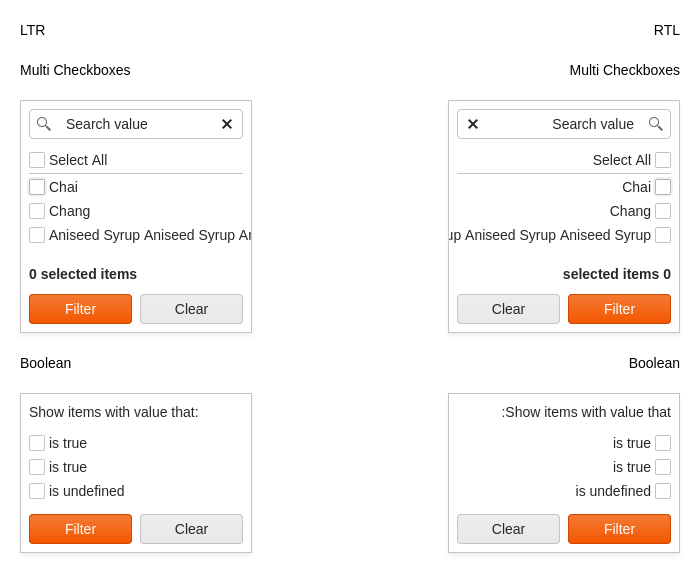 LTR
RTL
Multi Checkboxes
Multi Checkboxes
Search value
Select All
Chai
Chang
Aniseed Syrup Aniseed Syrup
0 selected items
Filter Clear
Search value
Select All
Chai
Chang
Aniseed Syrup Aniseed Syrup
selected items 0
Clear Filter
Boolean
Boolean
Show items with value that:
is true
is true
is undefined
Filter Clear
:Show items with value that
is true
is true
is undefined
Clear Filter